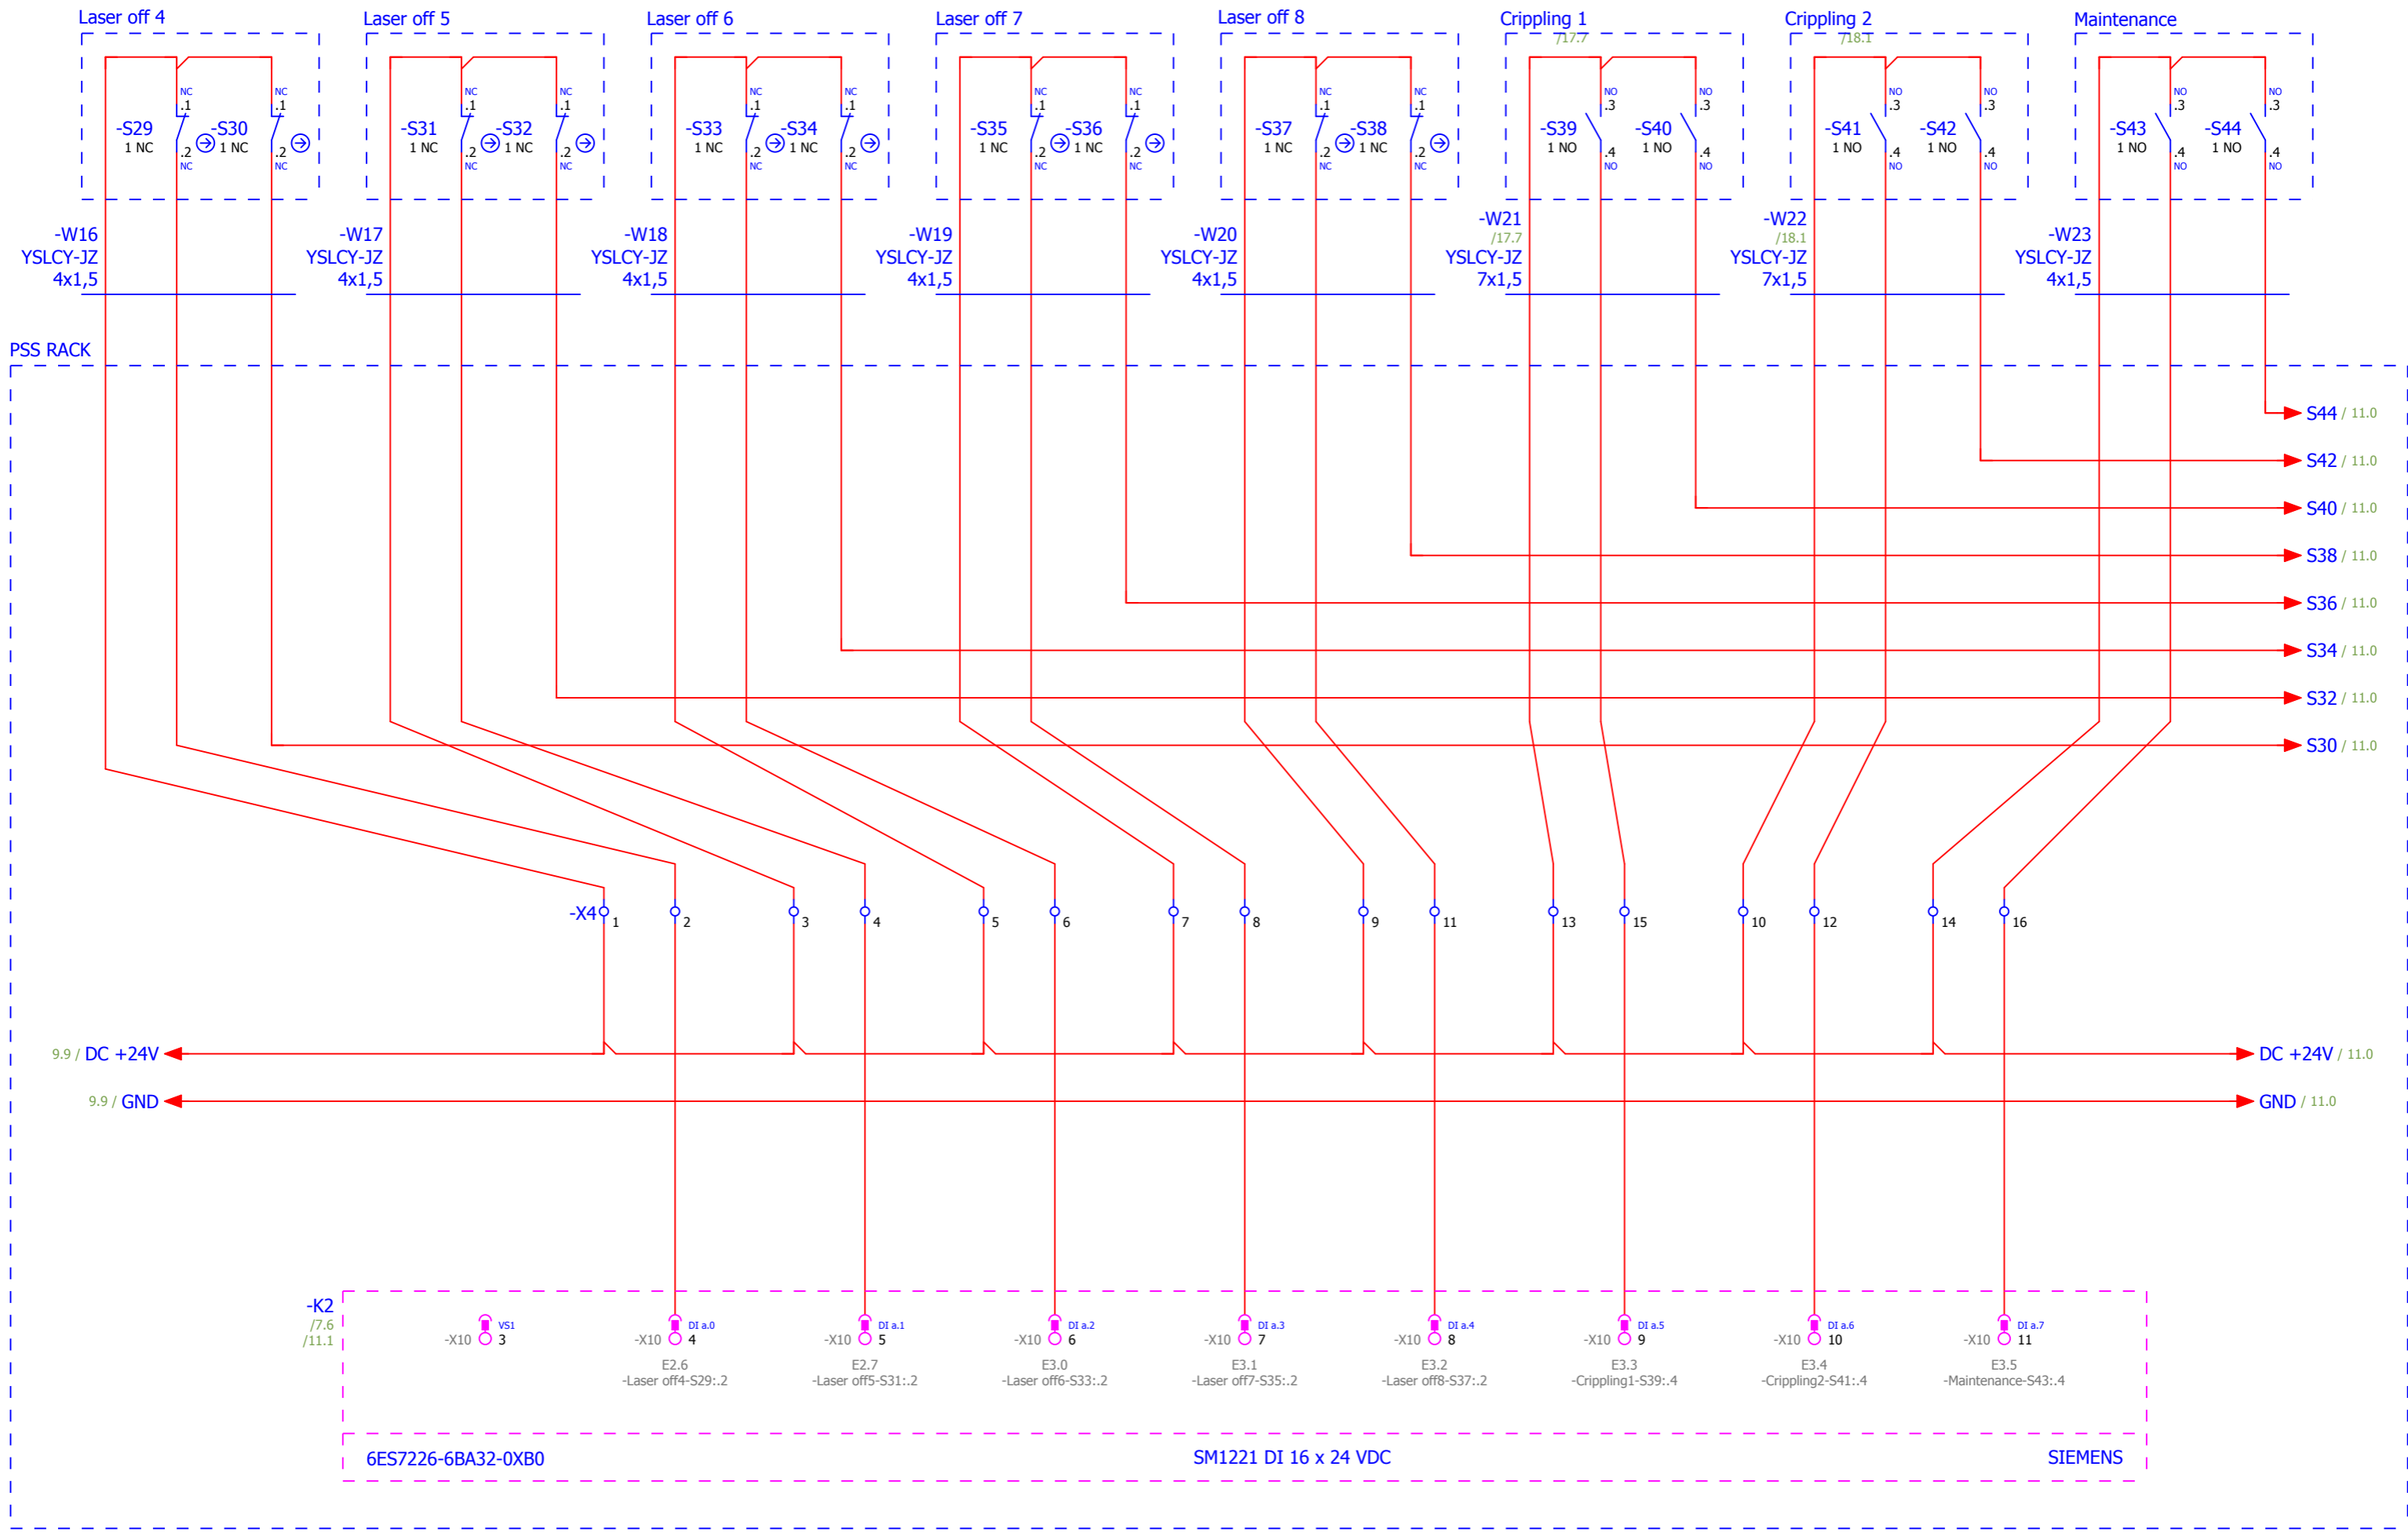 Laser off 4
Laser off 5
Laser off 6
Laser off 7
Laser off 8
Crippling 1
/17.7
Crippling 2
/18.1
Maintenance
NC
.1
-S29
1 NC
.2
NC
NC
.1
-S30
1 NC
.2
NC
NC
.1
-S31
1 NC
.2
NC
NC
.1
-S32
1 NC
.2
NC
NC
.1
-S33
1 NC
.2
NC
NC
.1
-S34
1 NC
.2
NC
NC
.1
-S35
1 NC
.2
NC
NC
.1
-S36
1 NC
.2
NC
NC
.1
-S37
1 NC
.2
NC
NC
.1
-S38
1 NC
.2
NC
NO
.3
-S39
1 NO
.4
NO
NO
.3
-S40
1 NO
.4
NO
NO
.3
-S41
1 NO
.4
NO
NO
.3
-S42
1 NO
.4
NO
NO
.3
-S43
1 NO
.4
NO
NO
.3
-S44
1 NO
.4
NO
-W16
YSLCY-JZ
4x1,5
-W17
YSLCY-JZ
4x1,5
-W18
YSLCY-JZ
4x1,5
-W19
YSLCY-JZ
4x1,5
-W20
YSLCY-JZ
4x1,5
-W21
/17.7
YSLCY-JZ
7x1,5
-W22
/18.1
YSLCY-JZ
7x1,5
-W23
YSLCY-JZ
4x1,5
PSS RACK
S44 / 11.0
S42 / 11.0
S40 / 11.0
S38 / 11.0
S36 / 11.0
S34 / 11.0
S32 / 11.0
S30 / 11.0
-X4 1 2 3 4 5 6 7 8 9 11 13 15 10 12 14 16
9.9 / DC +24V
DC +24V / 11.0
9.9 / GND
GND / 11.0
-K2
/7.6
/11.1
VS1
-X10 3
DI a.0
-X10 4
E2.6
-Laser off4-S29:.2
DI a.1
-X10 5
E2.7
-Laser off5-S31:.2
DI a.2
-X10 6
E3.0
-Laser off6-S33:.2
DI a.3
-X10 7
E3.1
-Laser off7-S35:.2
DI a.4
-X10 8
E3.2
-Laser off8-S37:.2
DI a.5
-X10 9
E3.3
-Crippling1-S39:.4
DI a.6
-X10 10
E3.4
-Crippling2-S41:.4
DI a.7
-X10 11
E3.5
-Maintenance-S43:.4
6ES7226-6BA32-0XB0
SM1221 DI 16 x 24 VDC
SIEMENS